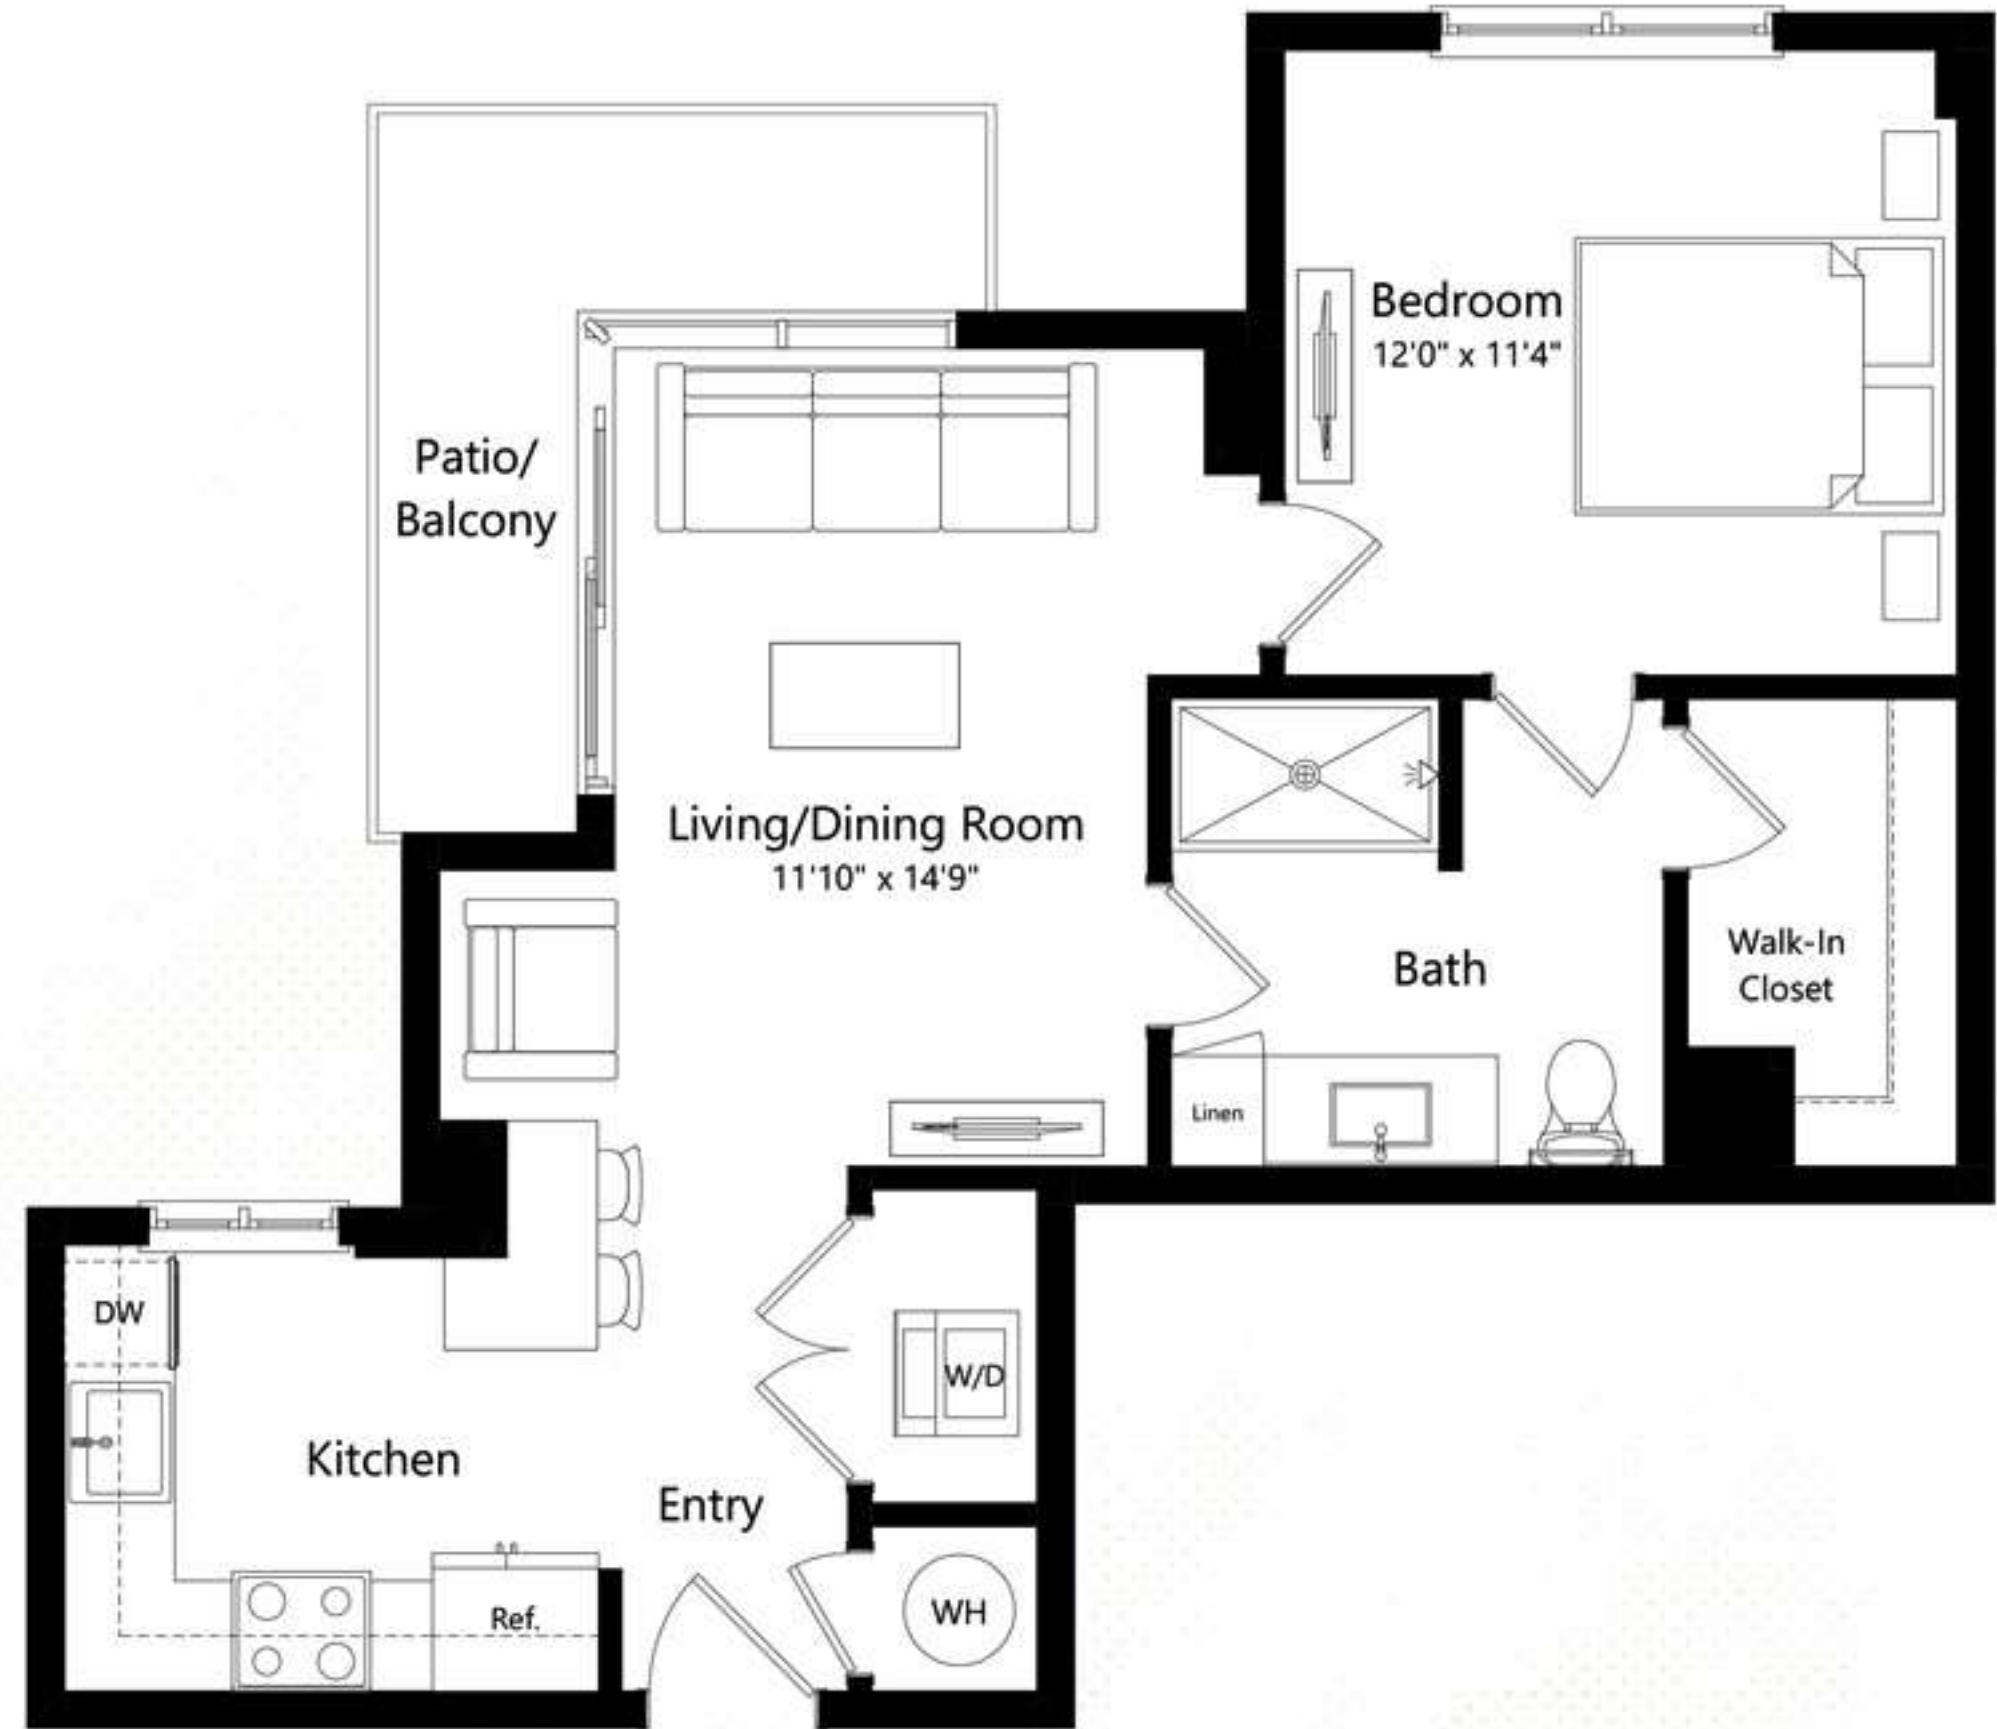 Bedroom
12'0" x 11'4"
Patio/
Balcony
Living/Dining Room
11'10" x 14'9"
Bath
Walk-In
Closet
Linen
DW
W/D
Kitchen
Entry
Ref.
WH